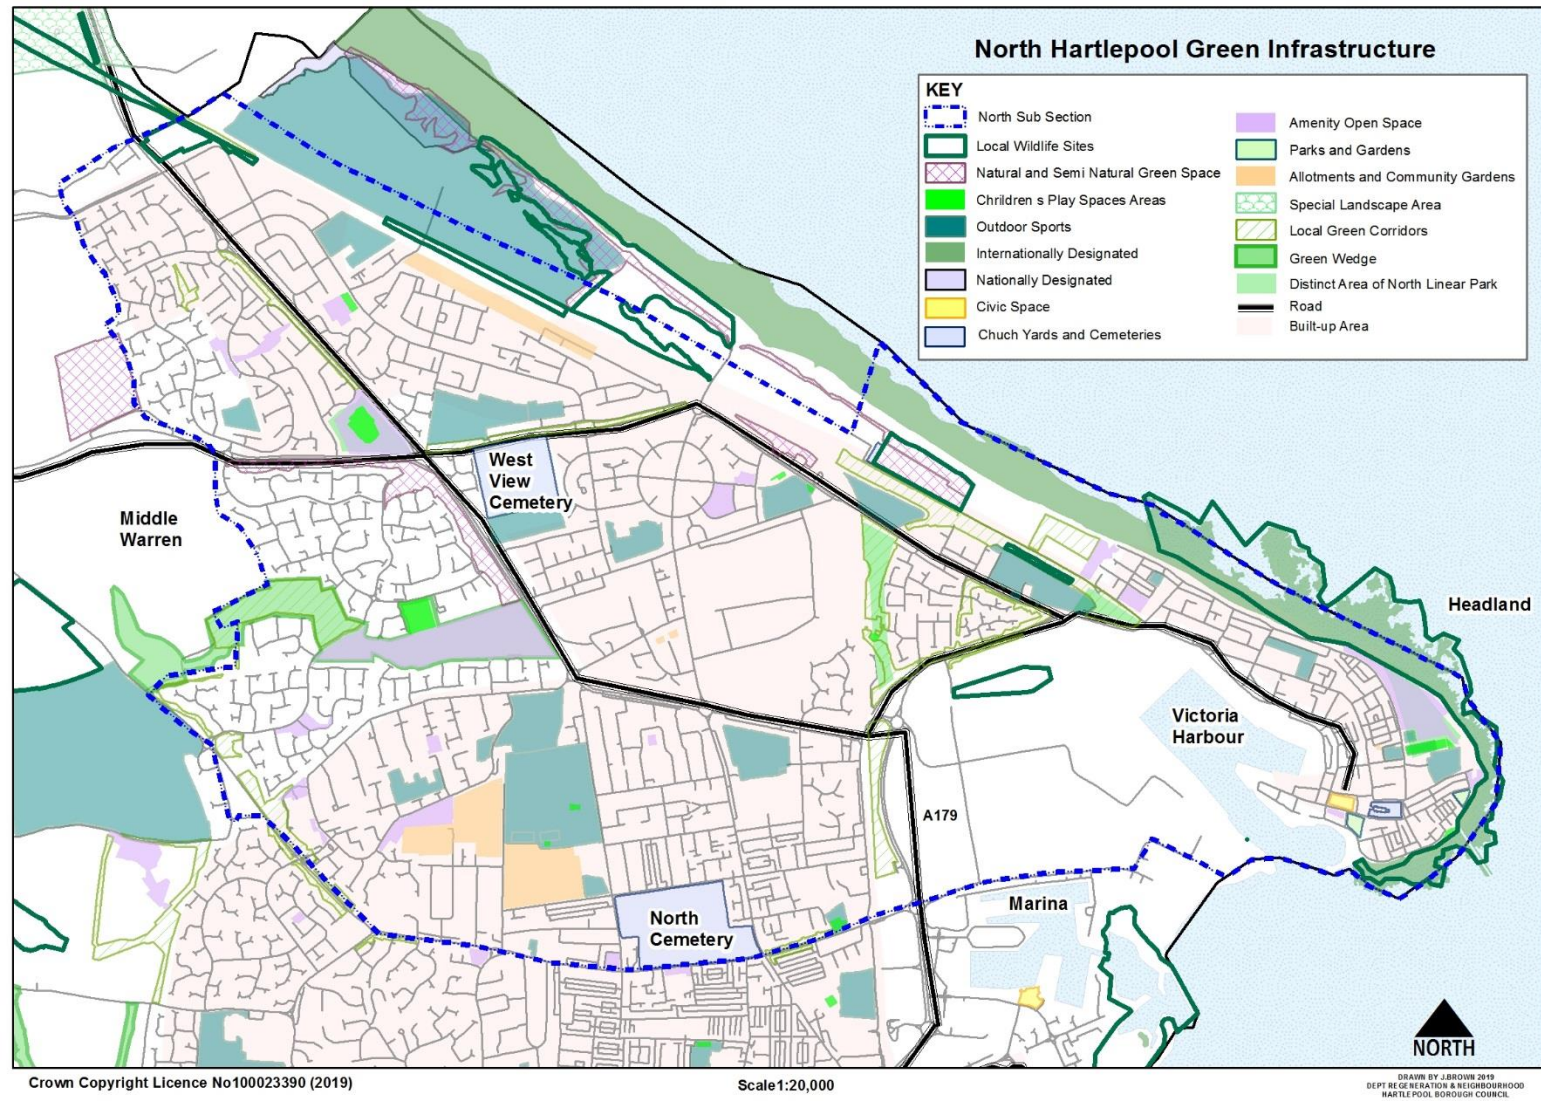 North Hartlepool Green Infrastructure
KEY
North Sub Section
Local Wildlife Sites
Natural and Semi Natural Green Space
Chrildren s Play Spaces Areas
Outdoor Sports
Internationally Designated
Nationally Designated
Civic Space
Chuch Yards and Cemeteries
Amenity Open Space
Parks and Gardens
Allotments and Community Gardens
Special Landscape Area
Local Green Corridors
Green Wedge
Distinct Area of North Linear Park
Road
Built-up Area
West
View
Cemetery
Middle
Warren
Headland
Victoria
Harbour
A179
North
Cemetery
Marina
NORTH
Crown Copyright Licence No100023390 (2019)
Scale1:20,000
DRAWN BY J.BROWN 2019
DEPT REGENERATION & NEIGHBOURHOOD
HARTLEPOOL BOROUGH COUNCIL